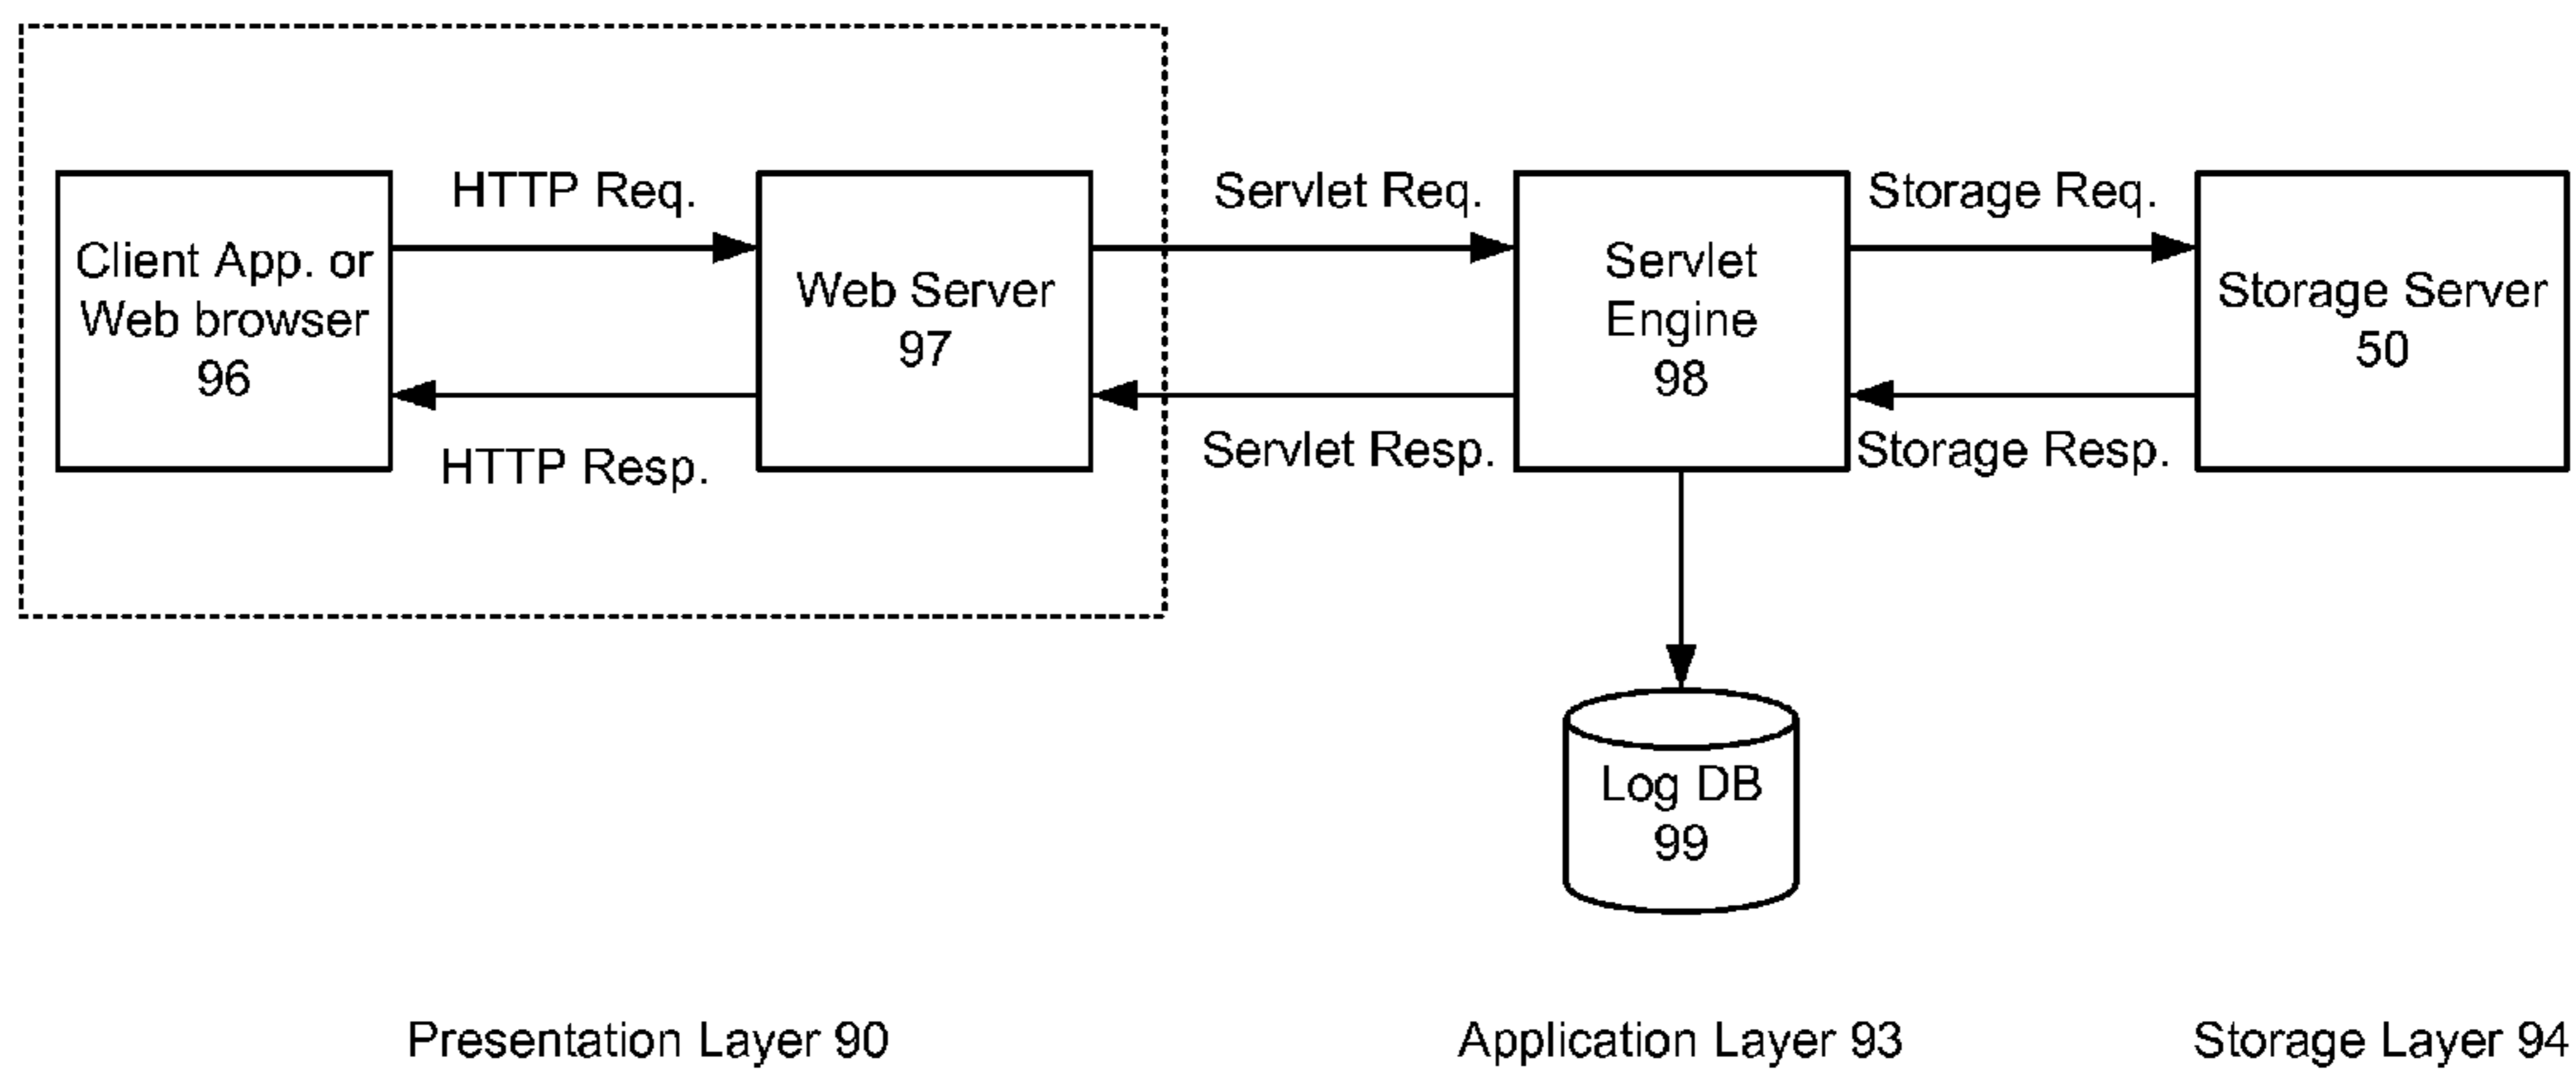 HTTP Req.
Client App. or
Web browser
96
HTTP Resp.
Web Server
97
Servlet Req.
Servlet Resp.
Servlet
Engine
98
Storage Req.
Storage Resp.
Storage Server
50
Log DB
99
Presentation Layer 90
Application Layer 93
Storage Layer 94